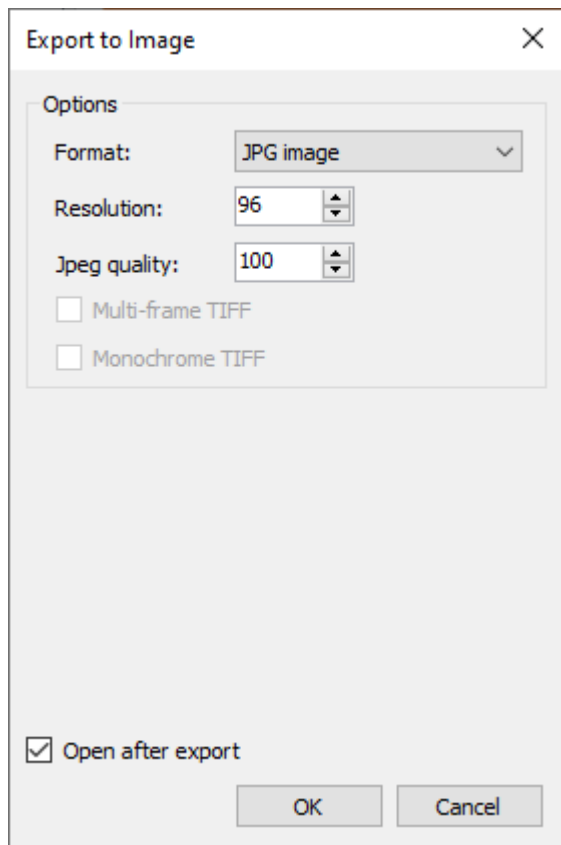 Export to Image
Options
Format: JPG image
Resolution: 96
Jpeg quality: 100
Multi-frame TIFF
Monochrome TIFF
Open after export
OK Cancel